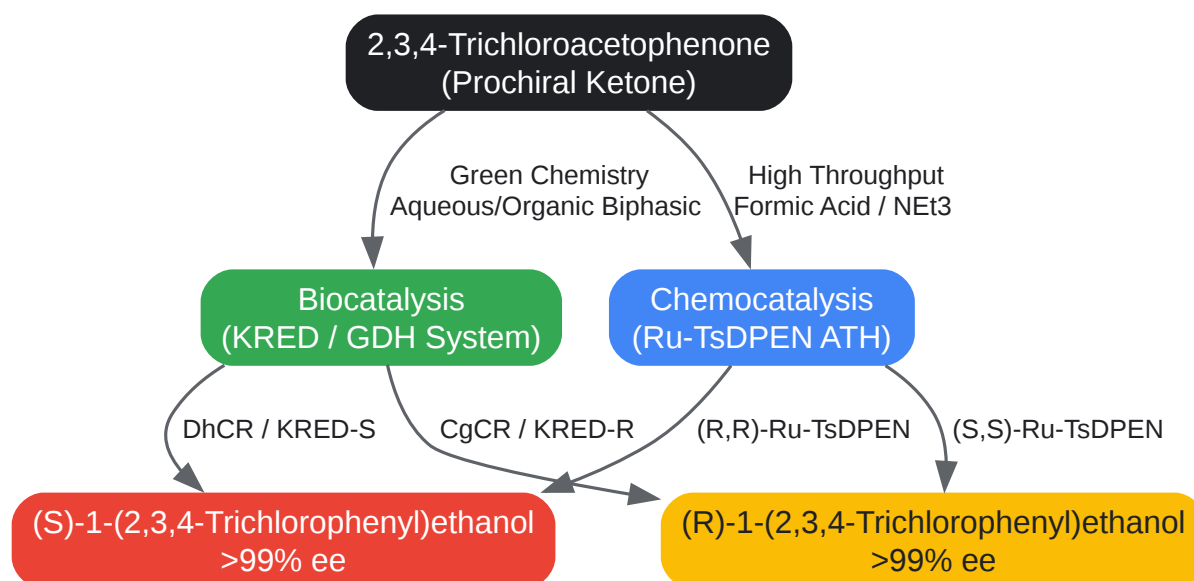 2,3,4-Trichloroacetophenone
(Prochiral Ketone)
Green Chemistry
Aqueous/Organic Biphasic
High Throughput
Formic Acid / NEt3
Biocatalysis
(KRED / GDH System)
Chemocatalysis
(Ru-TsDPEN ATH)
DhCR / KRED-S
CgCR / KRED-R
(R,R)-Ru-TsDPEN
(S,S)-Ru-TsDPEN
(S)-1-(2,3,4-Trichlorophenyl)ethanol
>99% ee
(R)-1-(2,3,4-Trichlorophenyl)ethanol
>99% ee